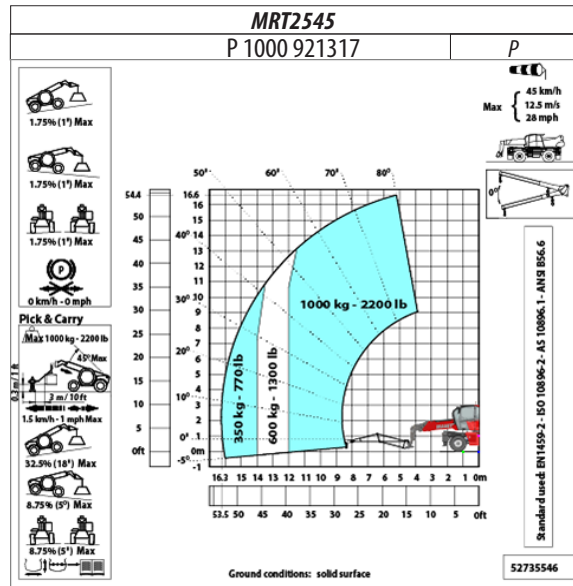 MRT2545
P 1000 921317
P
1.75% (1°) Max
1.75% (1°) Max
1.75% (1°) Max
P
0 km/h - 0 mph
Pick & Carry
Max 1000 kg - 2200 lb
45° Max
0.3 m / 1 ft
3 m / 10 ft
1.5 km/h - 1 mph Max
32.5% (18°) Max
8.75% (5°) Max
8.75% (5°) Max
Max
45 km/h
12.5 m/s
28 mph
0°
50° 60° 70° 80°
40°
30°
20°
10°
0°
-5°
54.4
50
45
40
35
30
25
20
15
10
5
0ft
16.6
16
15
14
13
12
11
10
9
8
7
6
5
4
3
2
1
0m
-1
350 kg - 770 lb
600 kg - 1300 lb
1000 kg - 2200 lb
16.3 15 14 13 12 11 10 9 8 7 6 5 4 3 2 1 0m
53.5 50 45 40 35 30 25 20 15 10 5 0ft
Standard used: EN1459-2 - ISO 10896-2 - AS 10896.1 - ANSI B56.6
Ground conditions: solid surface
52735546